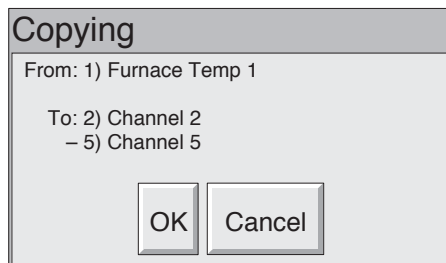 Copying
From: 1) Furnace Temp 1
To: 2) Channel 2
– 5) Channel 5
OK Cancel